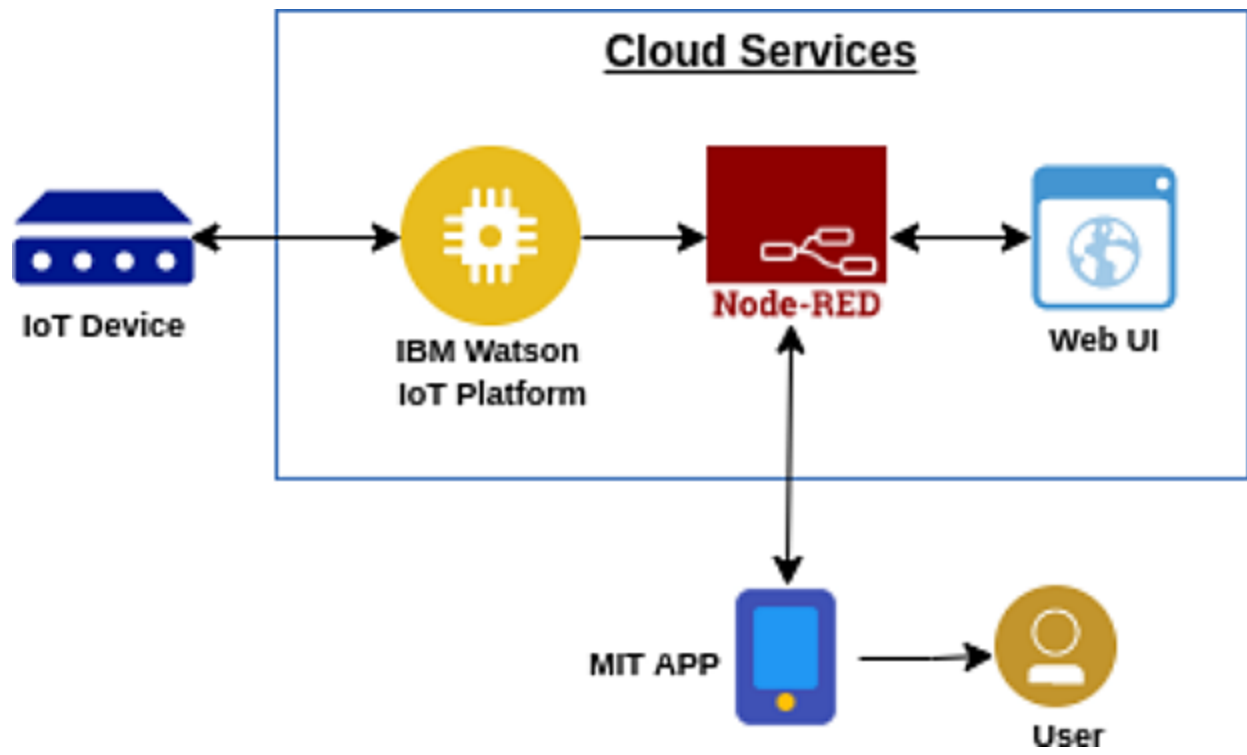 Cloud Services
IoT Device
IBM Watson
IoT Platform
Node-RED
Web UI
MIT APP
User